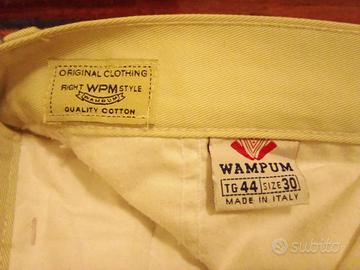 ORIGINAL CLOTHING
RIGHT WPM STYLE
WAMPUM
QUALITY COTTON
WAMPUM
TG 44 SIZE 30
MADE IN ITALY
subito